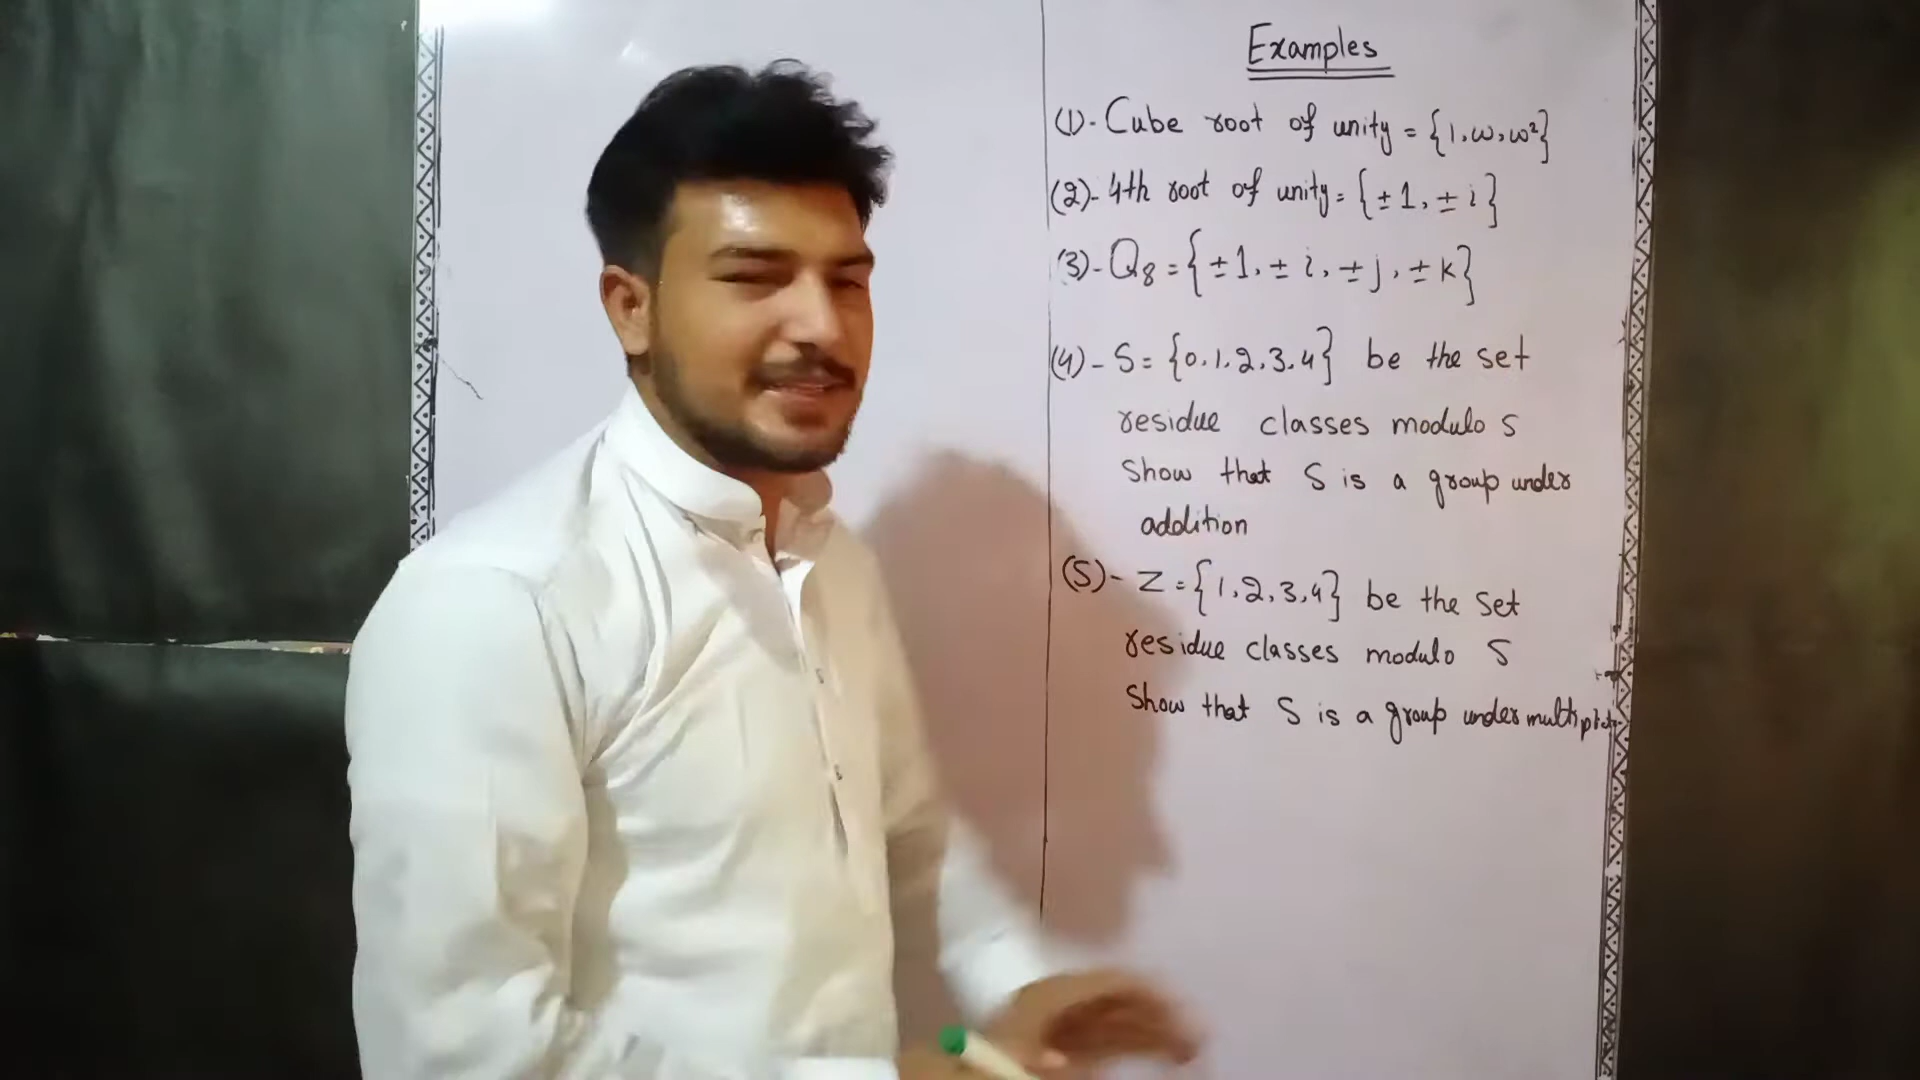 Examples
(1)- Cube root of unity = {1, ω, ω²}
(2)- 4th root of unity = {±1, ±i}
(3)- Q8 = {±1, ±i, ±j, ±k}
(4)- S = {0,1,2,3,4} be the set
residue classes modulo 5
Show that S is a group under
addition
(5)- Z = {1,2,3,4} be the set
residue classes modulo 5
Show that S is a group under